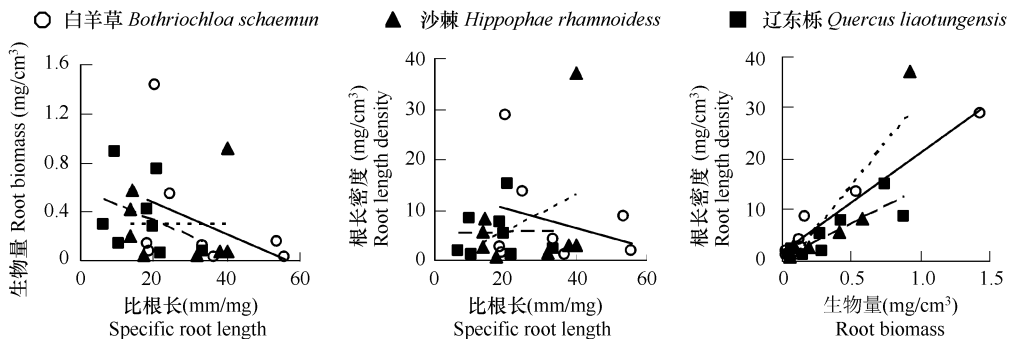 白羊草 Bothriochloa schaemun
沙棘 Hippophae rhamnoidess
辽东栎 Quercus liaotungensis
生物量 Root biomass (mg/cm³)
1.6
1.2
0.8
0.4
0
0
20
40
60
比根长(mm/mg)
Specific root length
根长密度 (mg/cm³)
Root length density
40
30
20
10
0
0
20
40
60
比根长(mm/mg)
Specific root length
根长密度 (mg/cm³)
Root length density
40
30
20
10
0
0.0
0.5
1.0
1.5
生物量(mg/cm³)
Root biomass